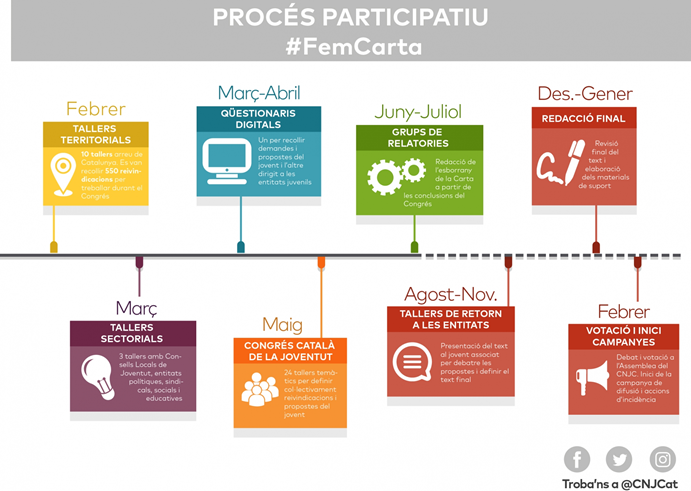 PROCÉS PARTICIPATIU
#FemCarta
Febrer
TALLERS
TERRITORIALS
10 tallers arreu de
Catalunya. Es van
recollir 550 reivin-
dicacions per
treballar durant el
Congrés
Març-Abril
QÜESTIONARIS
DIGITALS
Un per recollir
demandes i
propostes del
jovent i l'altre
dirigit a les
entitats juvenils
Juny-Juliol
GRUPS DE
RELATORIES
Redacció de
l'esborrany
de la Carta
a partir de
les conclusions del
Congrés
Des.-Gener
REDACCIÓ FINAL
Revisió
final del
text i
elaboració
dels materials
de suport
Març
TALLERS
SECTORIALS
3 tallers amb Con-
sells Locals de
Joventut, entitats
polítiques, sindi-
cals, socials i
educatives
Maig
CONGRÉS CATALÀ
DE LA JOVENTUT
24 tallers temà-
tics per definir
col·lectivament
reivindicacions i
propostes del
jovent
Agost-Nov.
TALLERS DE RETORN
A LES ENTITATS
Presentació del text
al jovent associat
per debatre les
propostes i definir el
text final
Febrer
VOTACIÓ I INICI
CAMPANYES
Debat i votació a
l'Assemblea del
CNJC. Inici de la
campanya de
difusió i accions
d'incidència
Troba'ns a @CNJCat